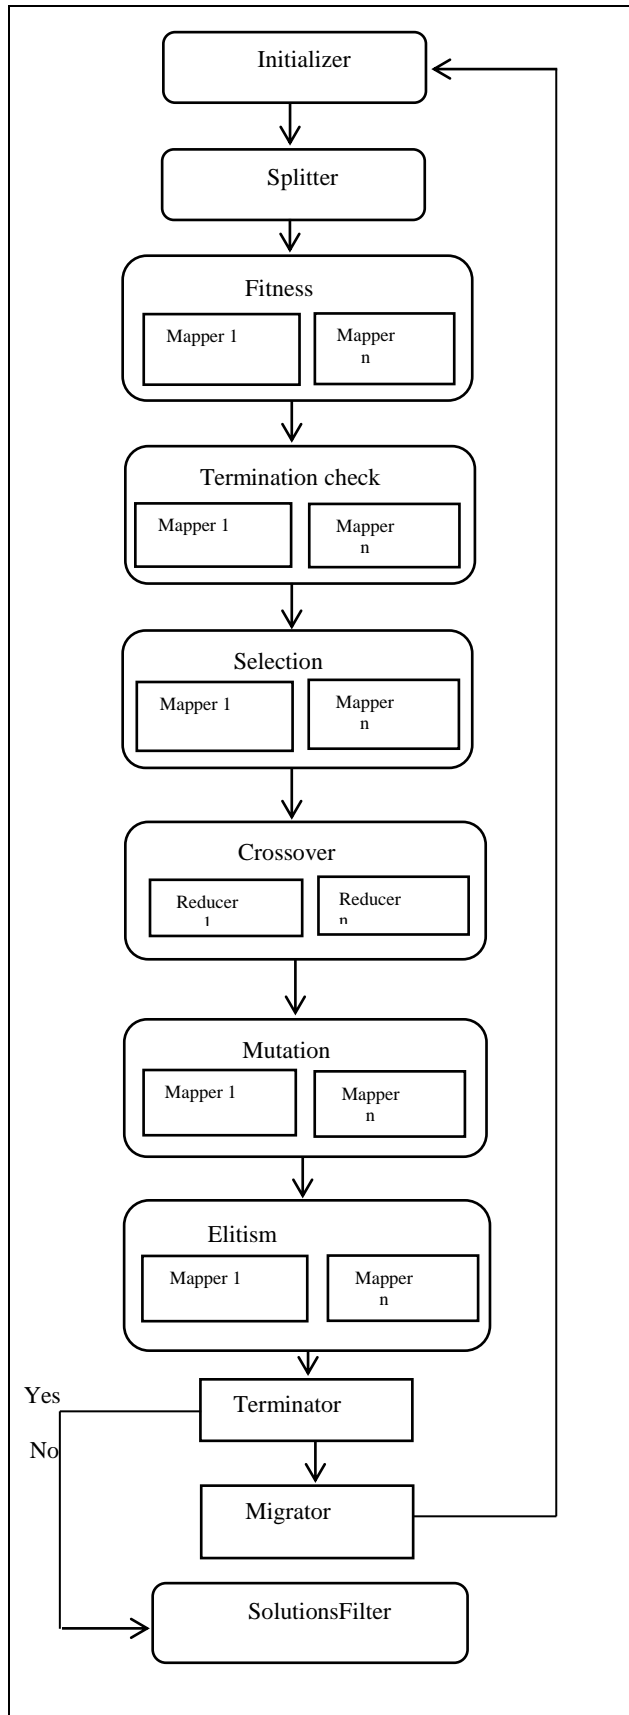 Initializer
Splitter
Fitness
Mapper 1
Mapper
n
Termination check
Mapper 1
Mapper
n
Selection
Mapper 1
Mapper
n
Crossover
Reducer
1
Reducer
n
Mutation
Mapper 1
Mapper
n
Elitism
Mapper 1
Mapper
n
Yes
Terminator
No
Migrator
SolutionsFilter